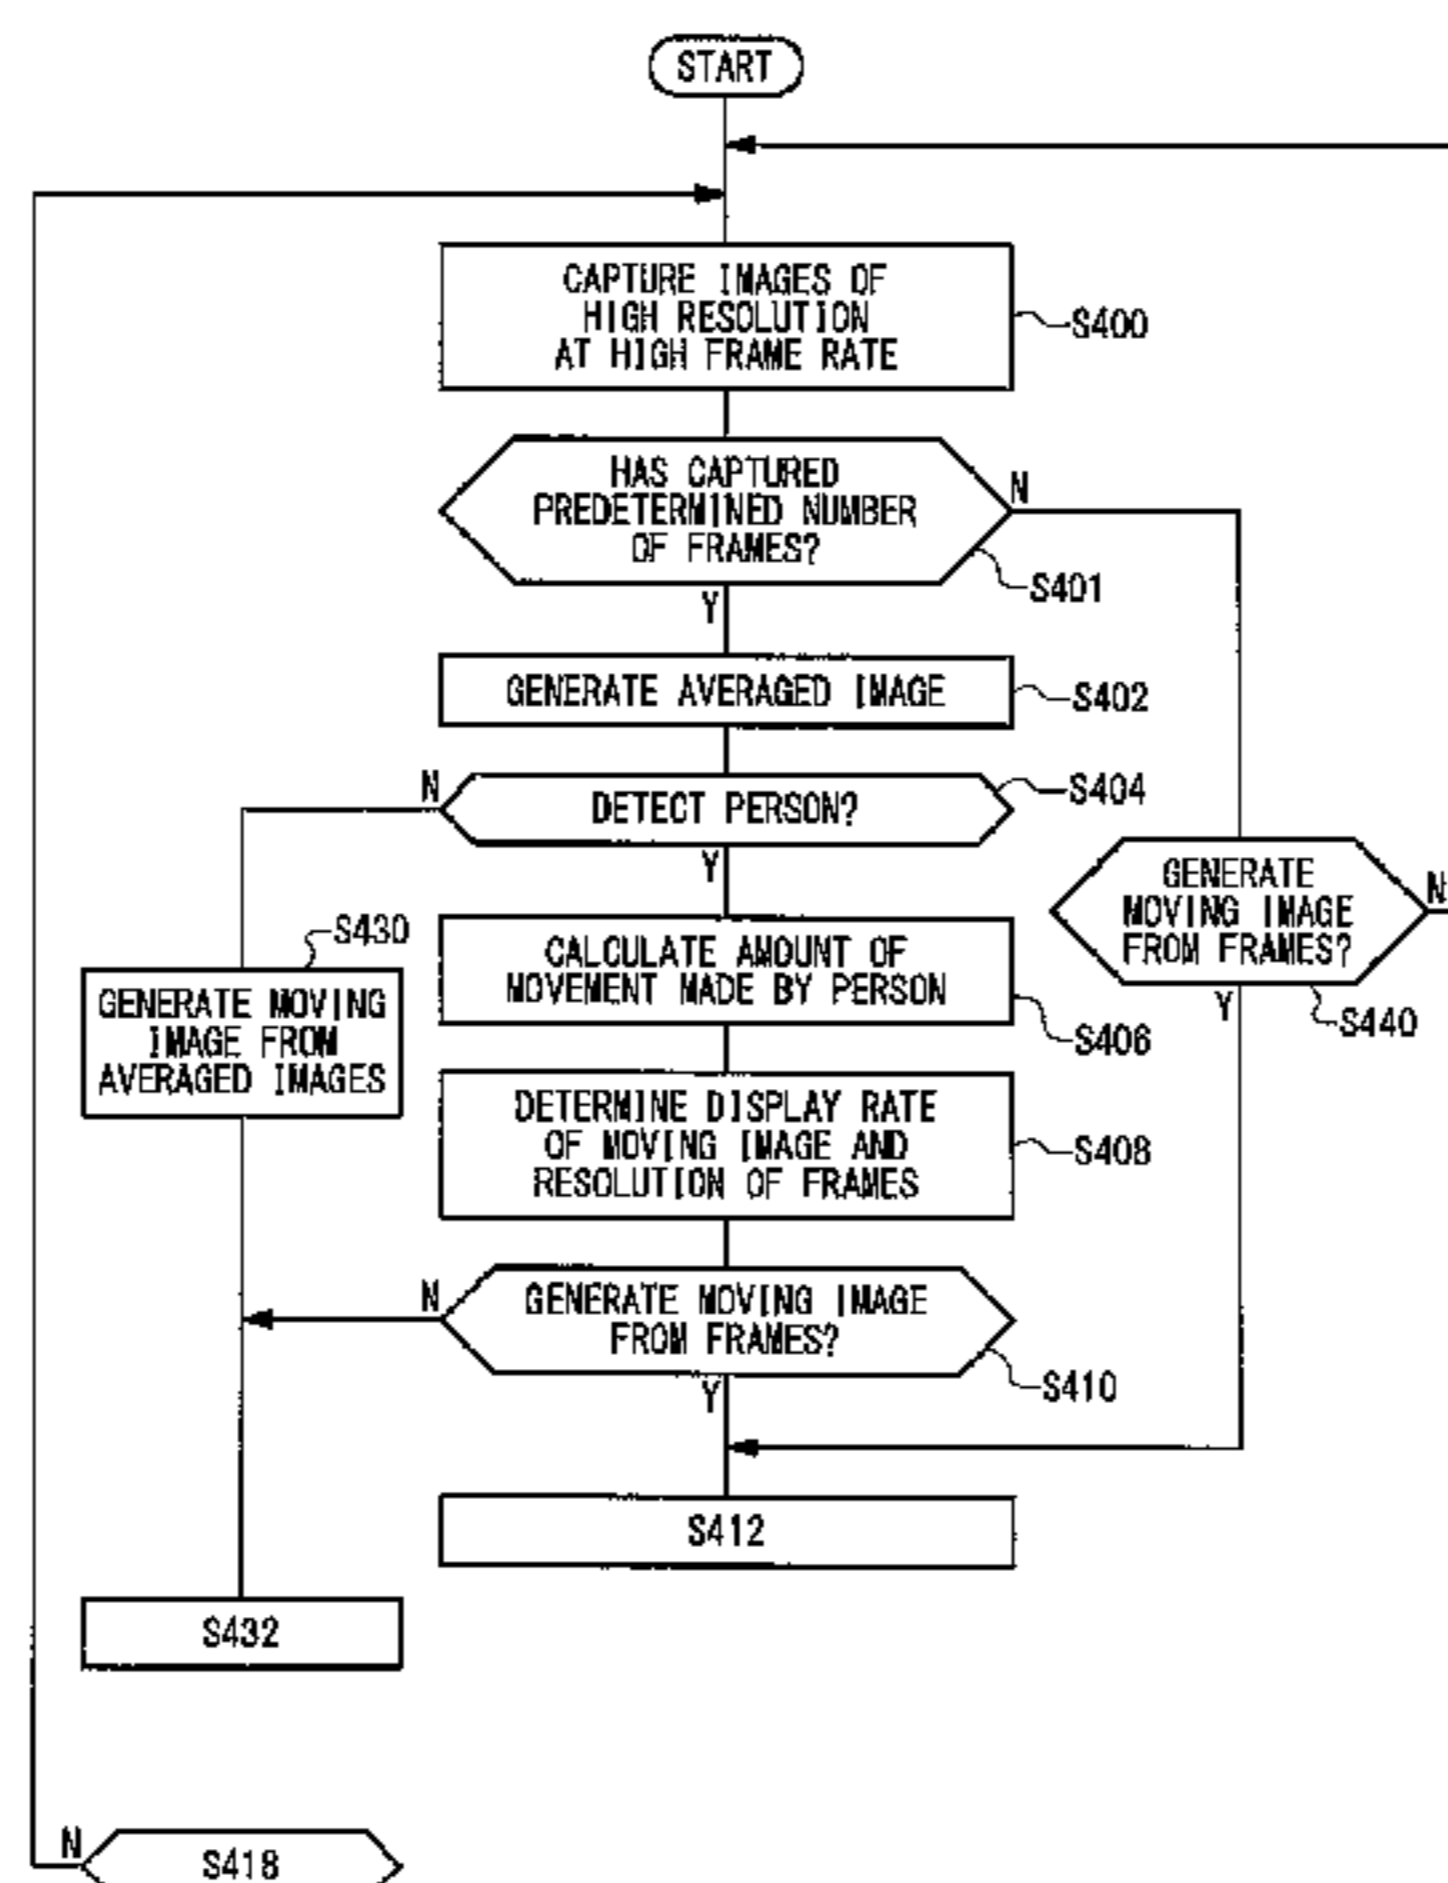 START
CAPTURE IMAGES OF
HIGH RESOLUTION
AT HIGH FRAME RATE
S400
HAS CAPTURED
PREDETERMINED NUMBER
OF FRAMES?
N
S401
Y
GENERATE AVERAGED IMAGE
S402
N
DETECT PERSON?
S404
Y
GENERATE
MOVING IMAGE
FROM FRAMES?
N
Y
S440
S430
GENERATE MOVING
IMAGE FROM
AVERAGED IMAGES
CALCULATE AMOUNT OF
MOVEMENT MADE BY PERSON
S406
DETERMINE DISPLAY RATE
OF MOVING IMAGE AND
RESOLUTION OF FRAMES
S408
N
GENERATE MOVING IMAGE
FROM FRAMES?
S410
Y
S412
S432
N
S418